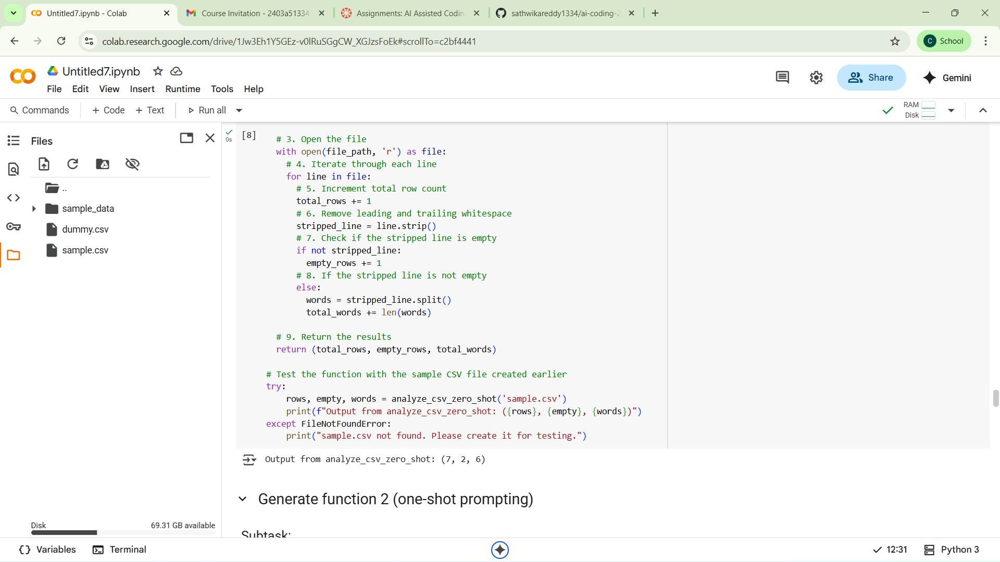 Untitled7.ipynb - Colab
Course Invitation - 2403a51334
Assignments: AI Assisted Codin
sathwikareddy1334/ai-coding-2
colab.research.google.com/drive/1Jw3Eh1Y5GEz-v0lRuSGgCW_XGJzsFoEk#scrollTo=c2bf4441
C School
Untitled7.ipynb
File Edit View Insert Runtime Tools Help
Share
Gemini
Commands + Code + Text Run all
RAM
Disk
Files
..
sample_data
dummy.csv
sample.csv
Disk 69.31 GB available
0s
[8]
# 3. Open the file
with open(file_path, 'r') as file:
# 4. Iterate through each line
for line in file:
# 5. Increment total row count
total_rows += 1
# 6. Remove leading and trailing whitespace
stripped_line = line.strip()
# 7. Check if the stripped line is empty
if not stripped_line:
empty_rows += 1
# 8. If the stripped line is not empty
else:
words = stripped_line.split()
total_words += len(words)
# 9. Return the results
return (total_rows, empty_rows, total_words)
# Test the function with the sample CSV file created earlier
try:
rows, empty, words = analyze_csv_zero_shot('sample.csv')
print(f"Output from analyze_csv_zero_shot: ({rows}, {empty}, {words})")
except FileNotFoundError:
print("sample.csv not found. Please create it for testing.")
Output from analyze_csv_zero_shot: (7, 2, 6)
Generate function 2 (one-shot prompting)
Subtask:
Variables
Terminal
12:31
Python 3